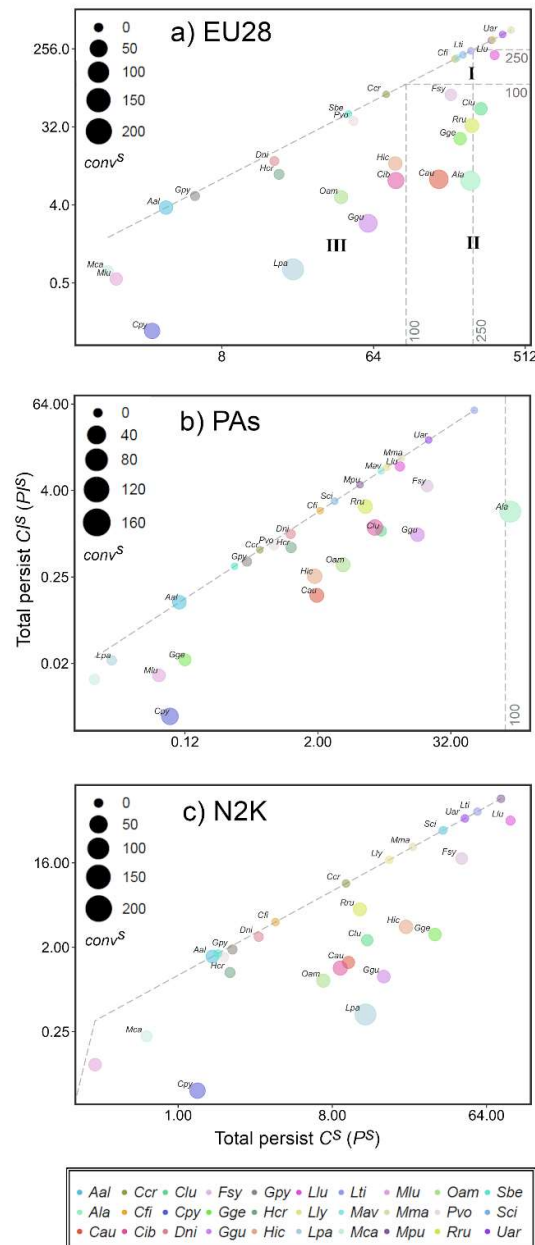 a) EU28
0
50
100
150
200
conv^S
256.0
32.0
4.0
0.5
Uar
Lti
Cfi
Llu
I
250
100
Ccr
Fsy
Clu
Sbe
Pvo
Rru
Gge
Dni
Hcr
Hic
Cib
Cau
Ala
Gpy
Aal
Oam
Ggu
III
II
Mca
Mlu
Lpa
Cpy
100
250
8
64
512
b) PAs
0
40
80
120
160
conv^S
64.00
4.00
0.25
0.02
Uar
Mma
Mav
Llu
Mpu
Fsy
Sci
Cfi
Rru
Ala
Dni
Clu
Ggu
Pvo
Ccr
Hcr
Gpy
Oam
Hic
Cau
Aal
Lpa
Gge
Mlu
Cpy
100
0.12
2.00
32.00
Total persist CI^S (PI^S)
c) N2K
0
50
100
150
200
conv^S
16.00
2.00
0.25
Lti
Uar
Llu
Sci
Mma
Fsy
Lly
Ccr
Rru
Cfi
Hic
Gge
Dni
Clu
Gpy
Aal
Hcr
Cau
Oam
Ggu
Lpa
Mca
Cpy
1.00
8.00
64.00
Total persist C^S (P^S)
Aal Ccr Clu Fsy Gpy Llu Lti Mlu Oam Sbe
Ala Cfi Cpy Gge Hcr Lly Mav Mma Pvo Sci
Cau Cib Dni Ggu Hic Lpa Mca Mpu Rru Uar